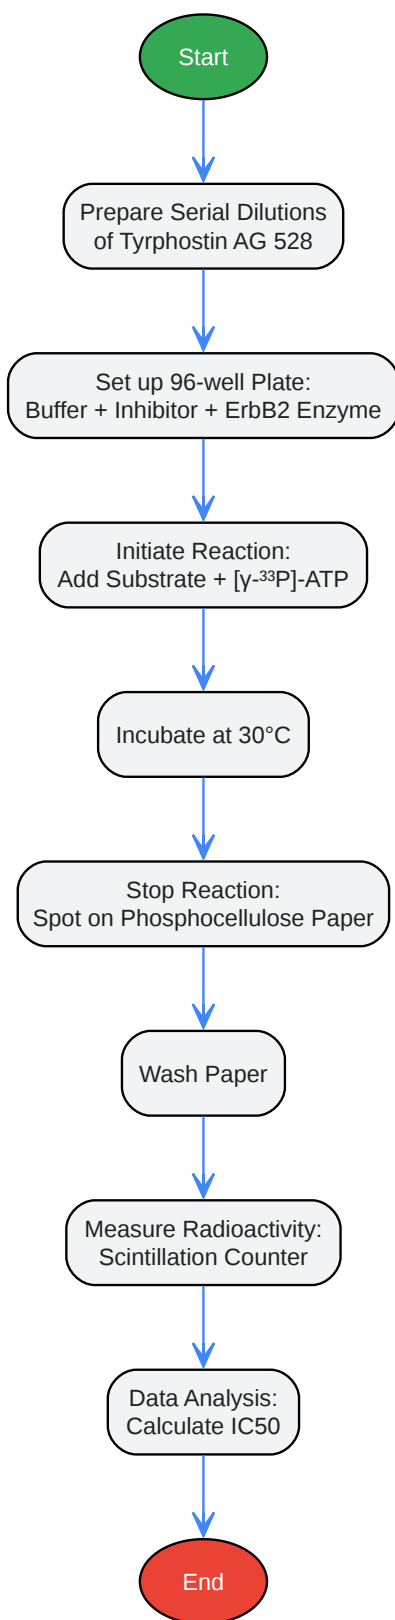 Start
Prepare Serial Dilutions
of Tyrphostin AG 528
Set up 96-well Plate:
Buffer + Inhibitor + ErbB2 Enzyme
Initiate Reaction:
Add Substrate + [γ-³³P]-ATP
Incubate at 30°C
Stop Reaction:
Spot on Phosphocellulose Paper
Wash Paper
Measure Radioactivity:
Scintillation Counter
Data Analysis:
Calculate IC50
End